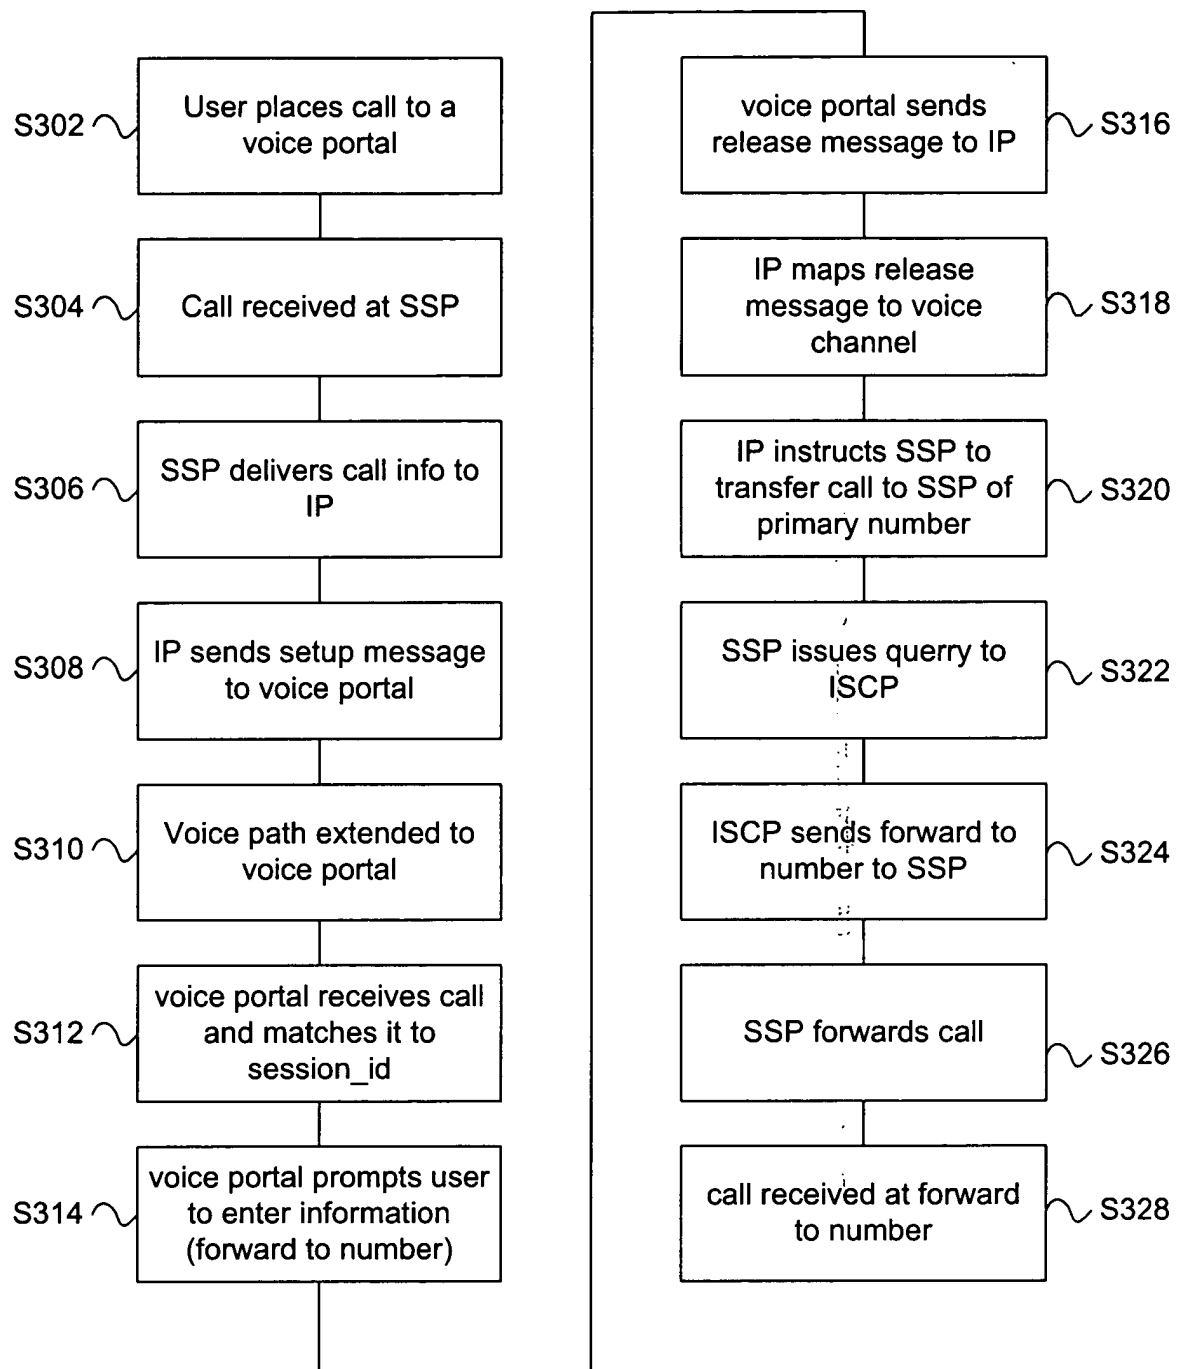 S302
User places call to a
voice portal
S304
Call received at SSP
S306
SSP delivers call info to
IP
S308
IP sends setup message
to voice portal
S310
Voice path extended to
voice portal
S312
voice portal receives call
and matches it to
session_id
S314
voice portal prompts user
to enter information
(forward to number)
voice portal sends
release message to IP
S316
IP maps release
message to voice
channel
S318
IP instructs SSP to
transfer call to SSP of
primary number
S320
SSP issues querry to
ISCP
S322
ISCP sends forward to
number to SSP
S324
SSP forwards call
S326
call received at forward
to number
S328